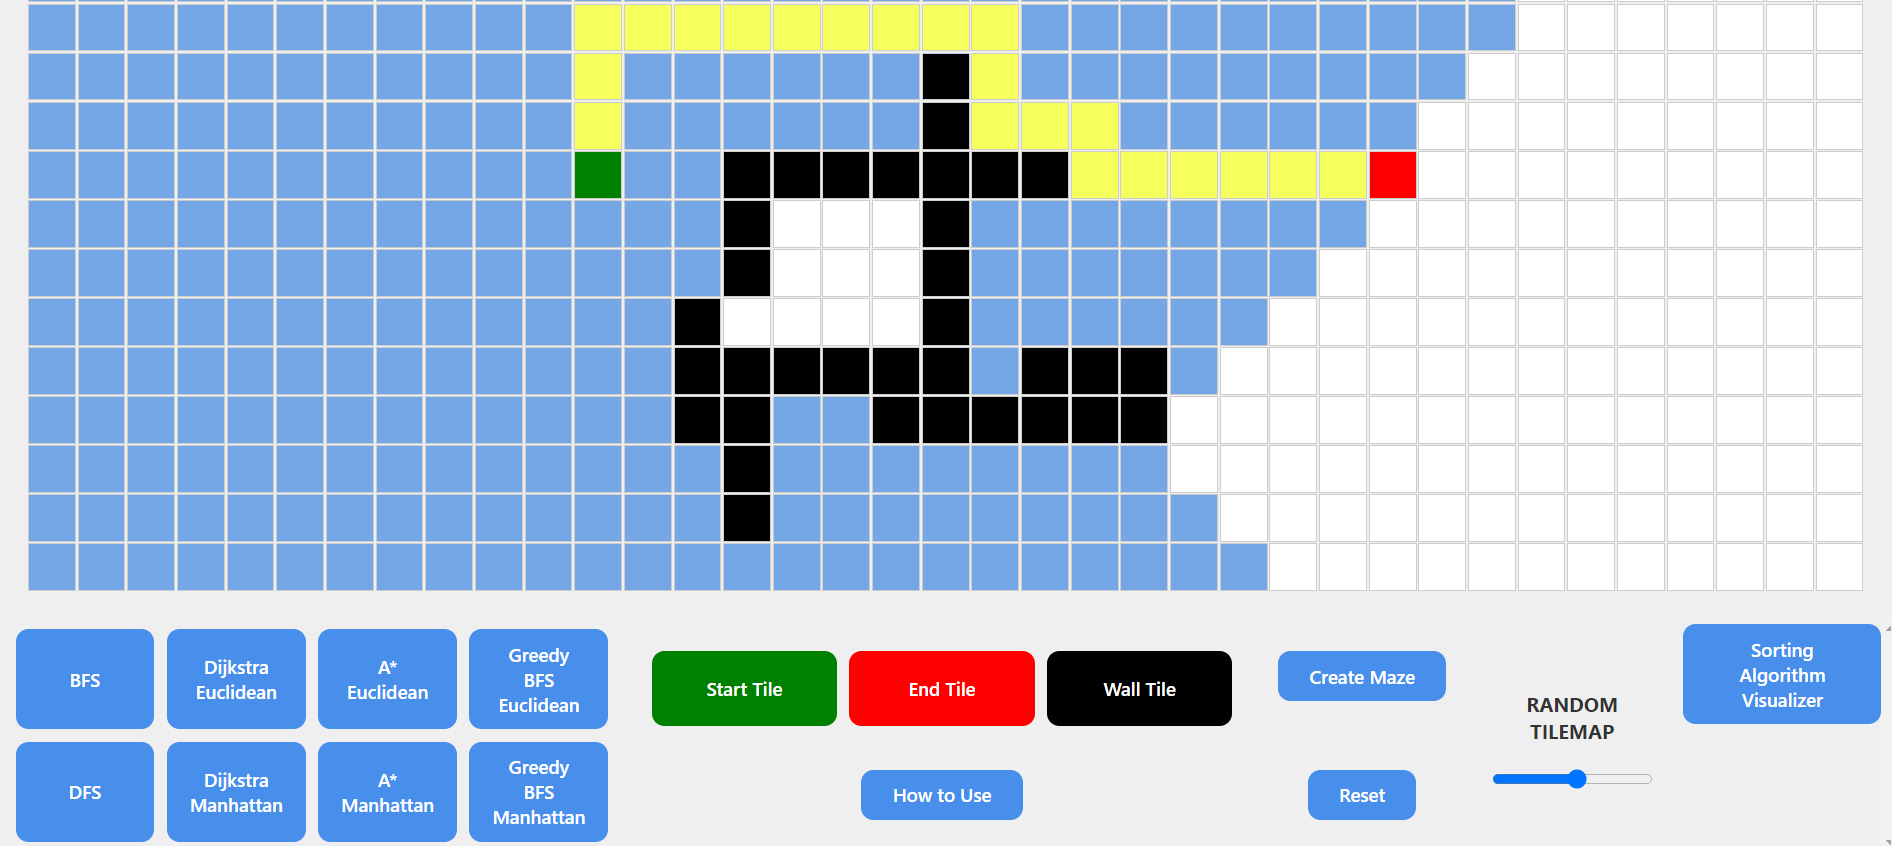 BFS
Dijkstra
Euclidean
A*
Euclidean
Greedy
BFS
Euclidean
DFS
Dijkstra
Manhattan
A*
Manhattan
Greedy
BFS
Manhattan
Start Tile
End Tile
Wall Tile
How to Use
Create Maze
Reset
RANDOM
TILEMAP
Sorting
Algorithm
Visualizer